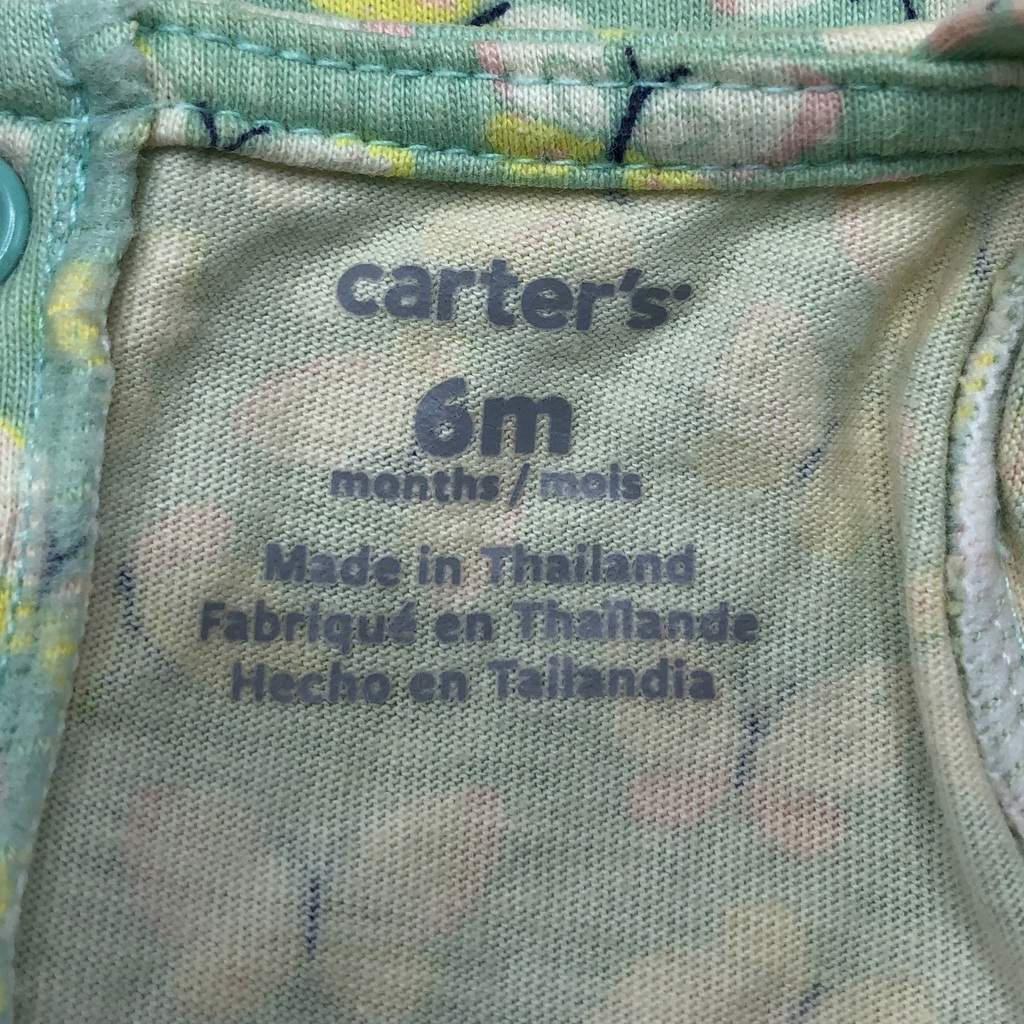 carter's
6m
months / mois
Made in Thailand
Fabriqué en Thaïlande
Hecho en Tailandia